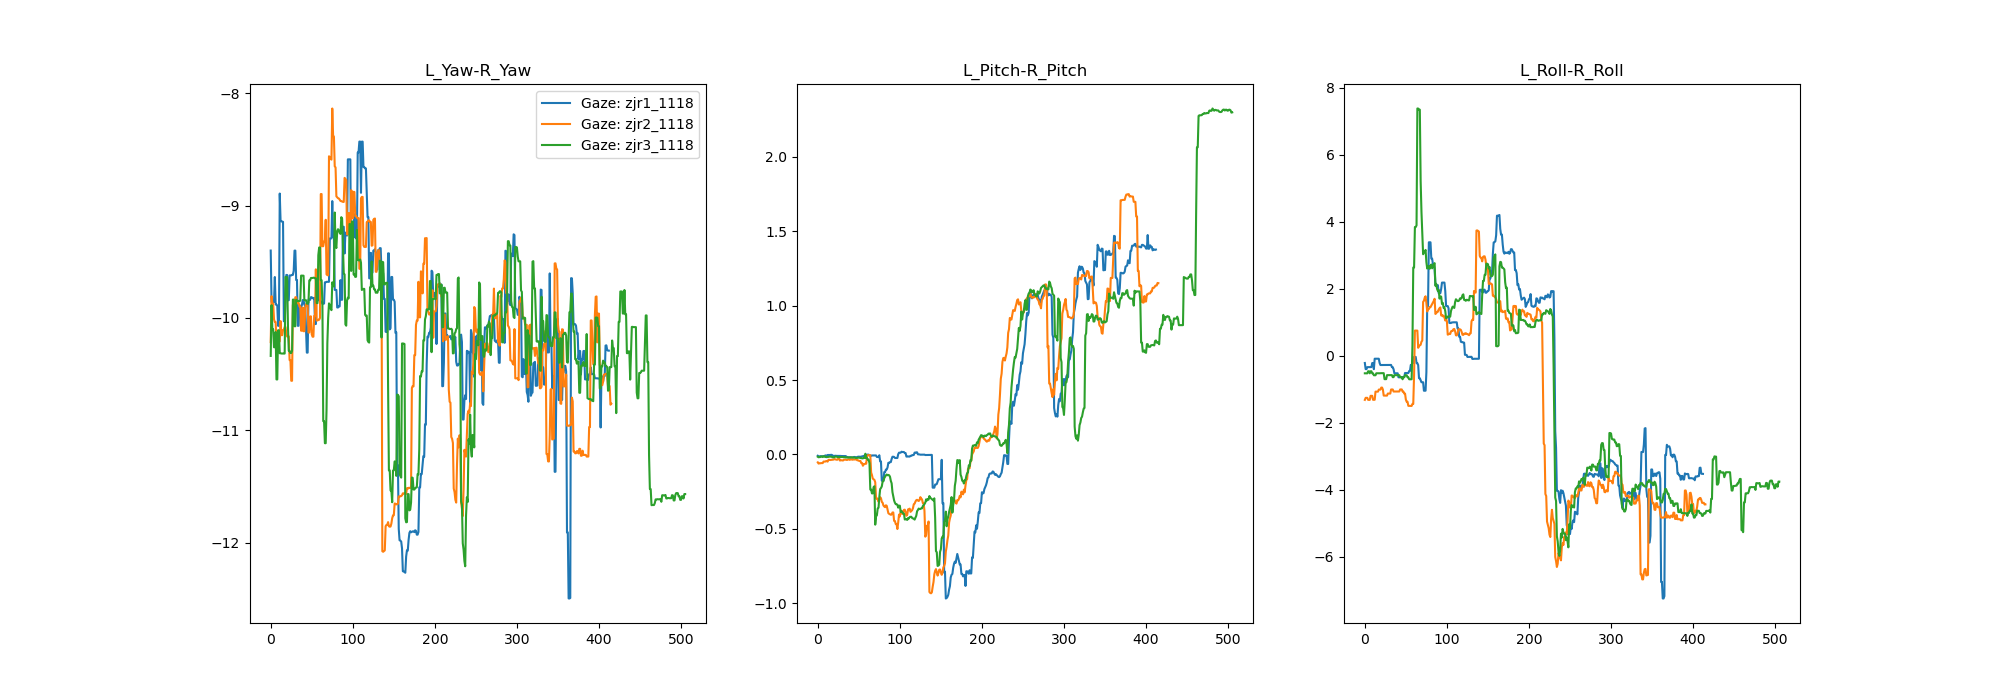 L_Yaw-R_Yaw
−8
−9
−10
−11
−12
0 100 200 300 400 500
Gaze: zjr1_1118
Gaze: zjr2_1118
Gaze: zjr3_1118
L_Pitch-R_Pitch
2.0
1.5
1.0
0.5
0.0
−0.5
−1.0
0 100 200 300 400 500
L_Roll-R_Roll
8
6
4
2
0
−2
−4
−6
0 100 200 300 400 500